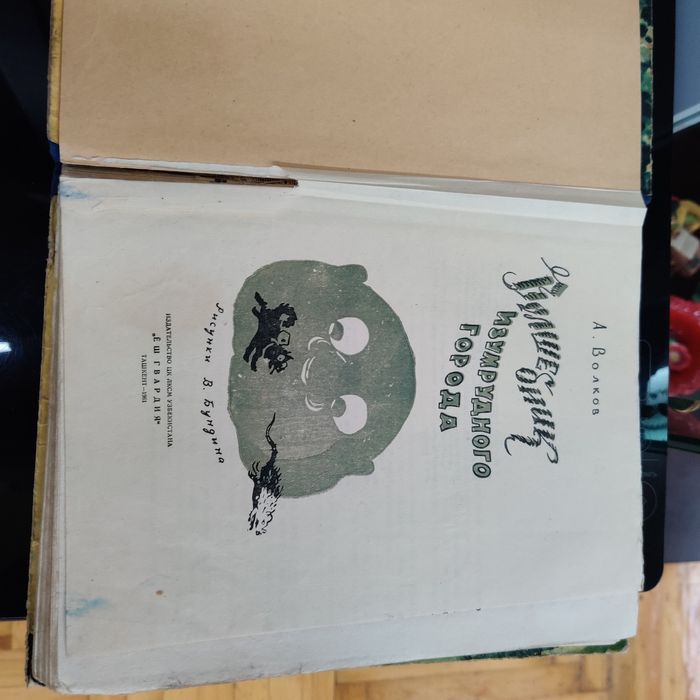 А. Волков
Волшебник
ИЗУМРУДНОГО
ГОРОДА
Рисунки В. Бундина
ИЗДАТЕЛЬСТВО ЦК ЛКСМ УЗБЕКИСТАНА
"ЁШ ГВАРДИЯ"
ТАШКЕНТ—1961